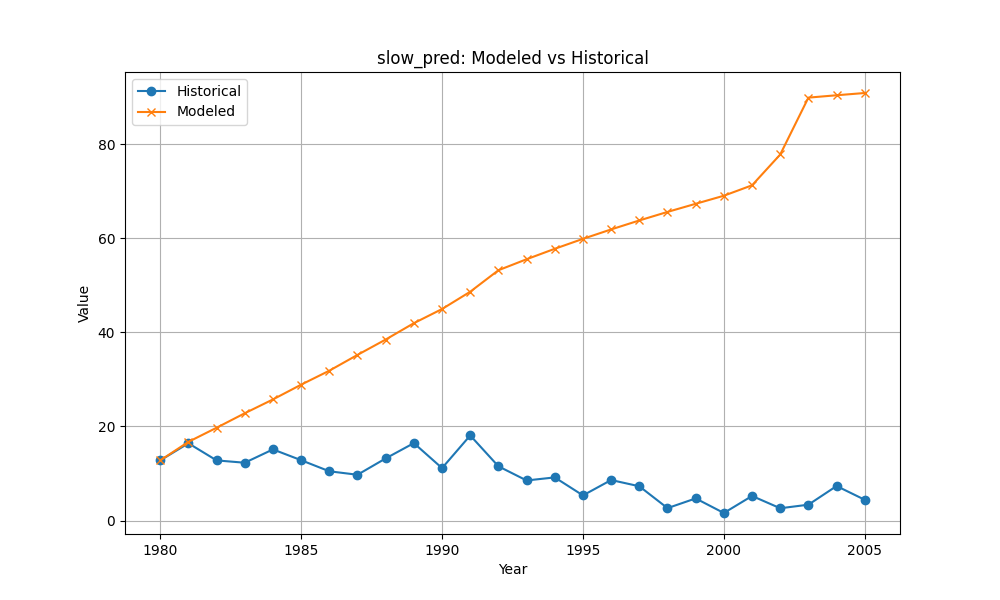 slow_pred: Modeled vs Historical
Historical
Modeled
Value
80
60
40
20
0
1980 1985 1990 1995 2000 2005
Year